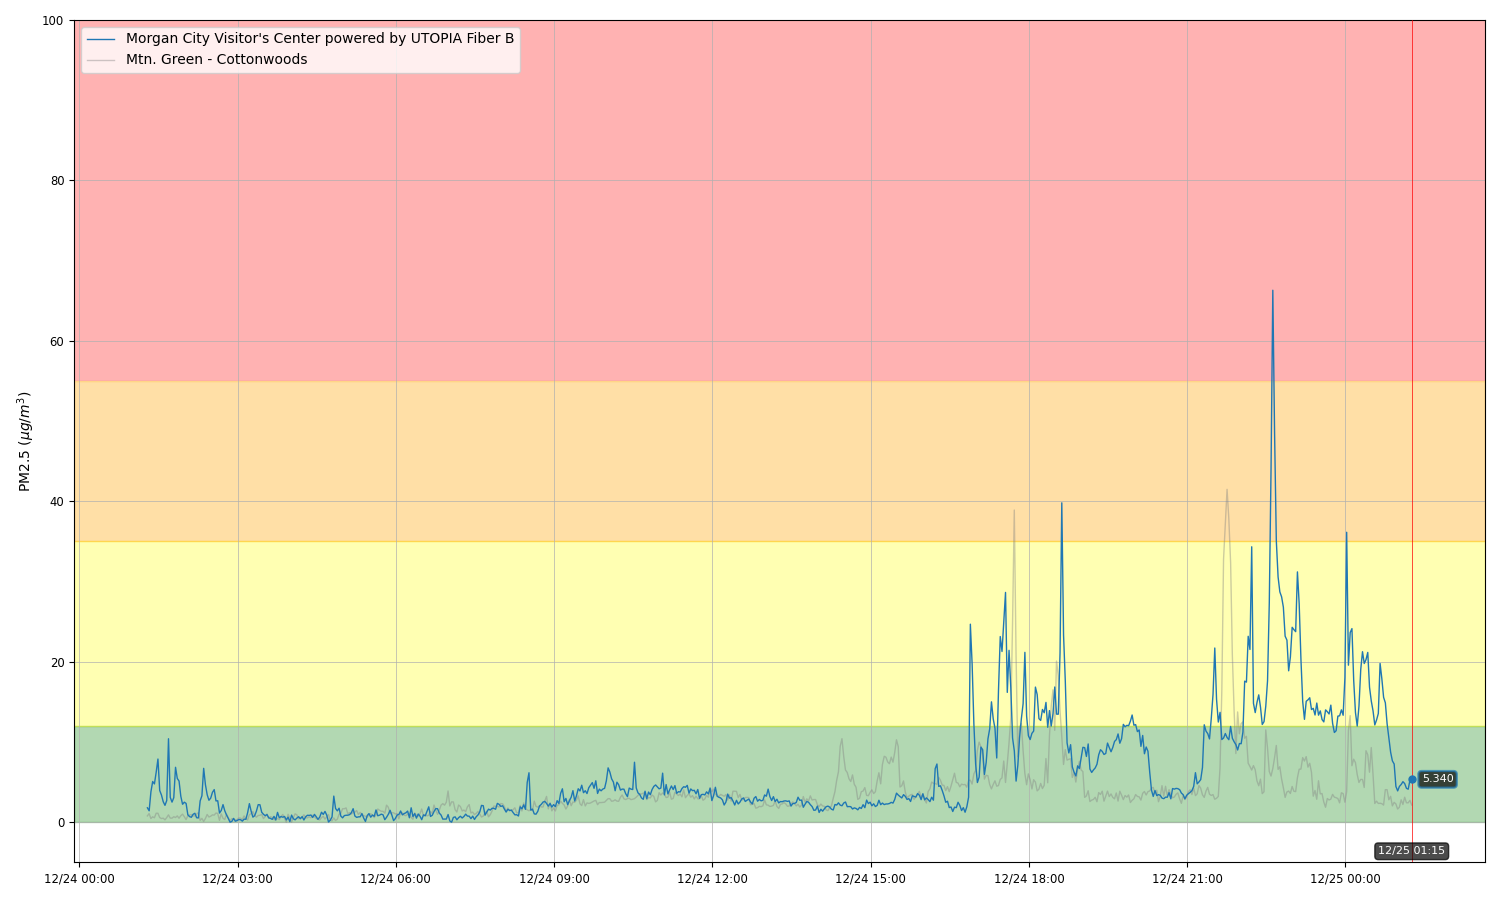 Morgan City Visitor's Center powered by UTOPIA Fiber B
Mtn. Green - Cottonwoods
PM2.5 (µg/m³)
100
80
60
40
20
0
5.340
12/25 01:15
12/24 00:00 12/24 03:00 12/24 06:00 12/24 09:00 12/24 12:00 12/24 15:00 12/24 18:00 12/24 21:00 12/25 00:00